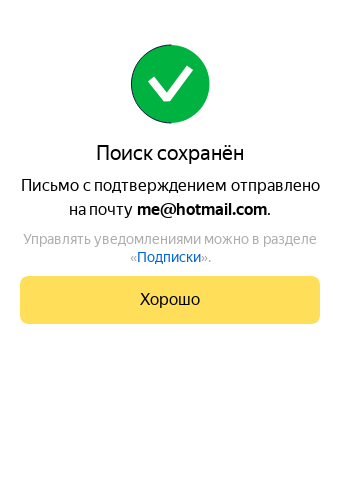 Поиск сохранён
Письмо с подтверждением отправлено
на почту me@hotmail.com.
Управлять уведомлениями можно в разделе
«Подписки».
Хорошо